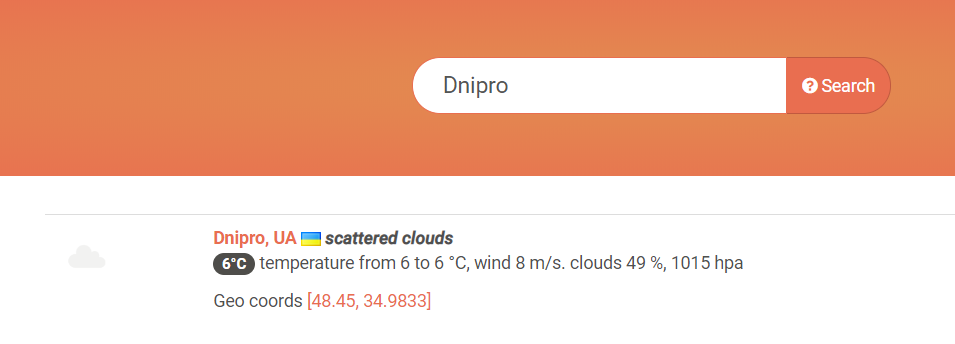 Dnipro
Search
Dnipro, UA scattered clouds
6°C temperature from 6 to 6 °C, wind 8 m/s. clouds 49 %, 1015 hpa
Geo coords [48.45, 34.9833]